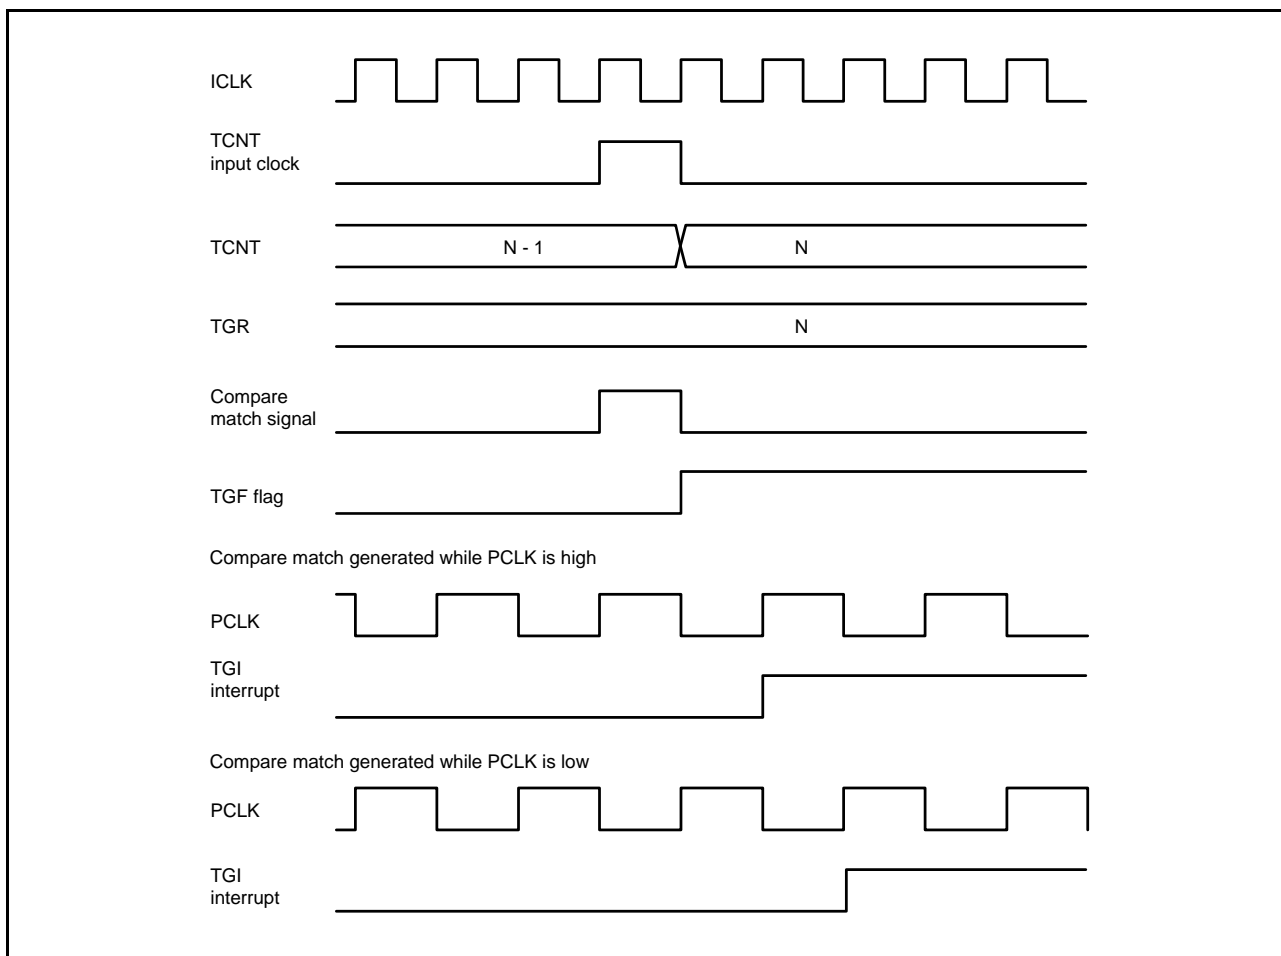 ICLK
TCNT
input clock
TCNT
N - 1
N
TGR
N
Compare
match signal
TGF flag
Compare match generated while PCLK is high
PCLK
TGI
interrupt
Compare match generated while PCLK is low
PCLK
TGI
interrupt